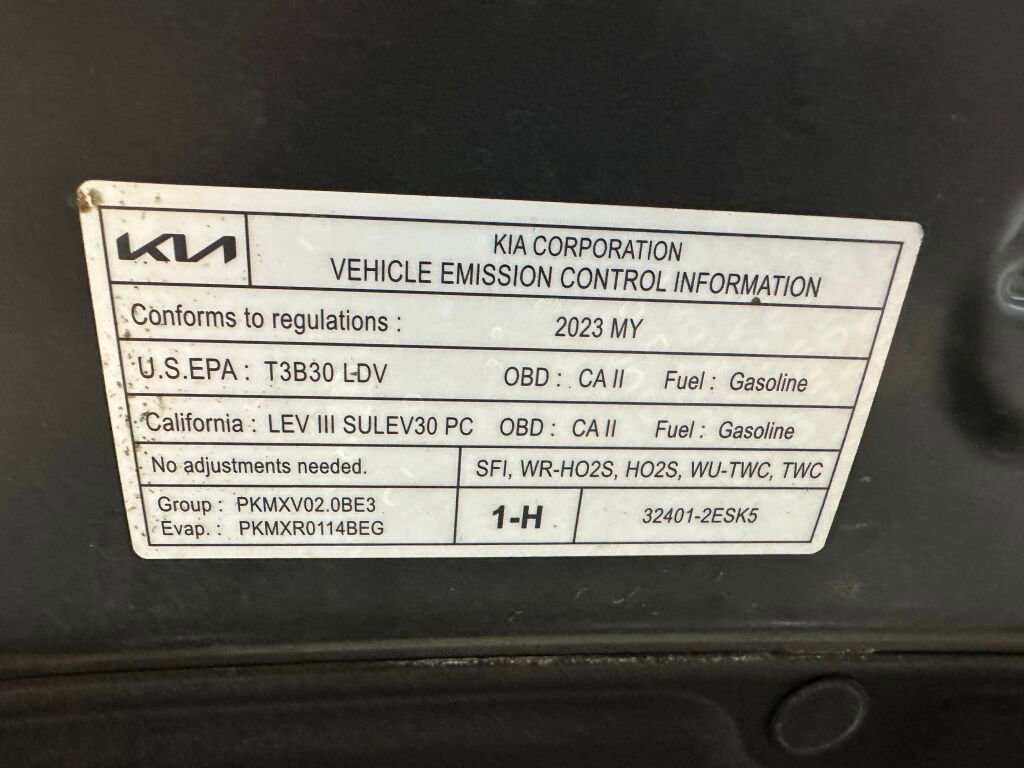 KIA
KIA CORPORATION
VEHICLE EMISSION CONTROL INFORMATION
Conforms to regulations : 2023 MY
U.S.EPA : T3B30 LDV OBD : CA II Fuel : Gasoline
California : LEV III SULEV30 PC OBD : CA II Fuel : Gasoline
No adjustments needed. SFI, WR-HO2S, HO2S, WU-TWC, TWC
Group : PKMXV02.0BE3
Evap. : PKMXR0114BEG
1-H
32401-2ESK5